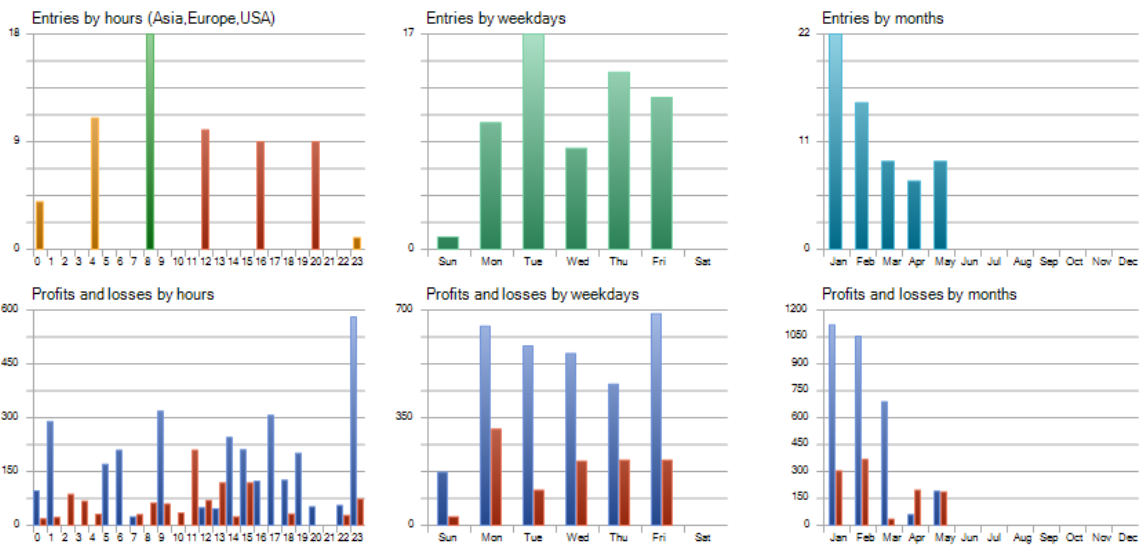 Entries by hours (Asia,Europe,USA)
18
9
0
0 1 2 3 4 5 6 7 8 9 10 11 12 13 14 15 16 17 18 19 20 21 22 23
Entries by weekdays
17
0
Sun Mon Tue Wed Thu Fri Sat
Entries by months
22
11
0
Jan Feb Mar Apr May Jun Jul Aug Sep Oct Nov Dec
Profits and losses by hours
600
450
300
150
0
0 1 2 3 4 5 6 7 8 9 10 11 12 13 14 15 16 17 18 19 20 21 22 23
Profits and losses by weekdays
700
350
0
Sun Mon Tue Wed Thu Fri Sat
Profits and losses by months
1200
1050
900
750
600
450
300
150
0
Jan Feb Mar Apr May Jun Jul Aug Sep Oct Nov Dec